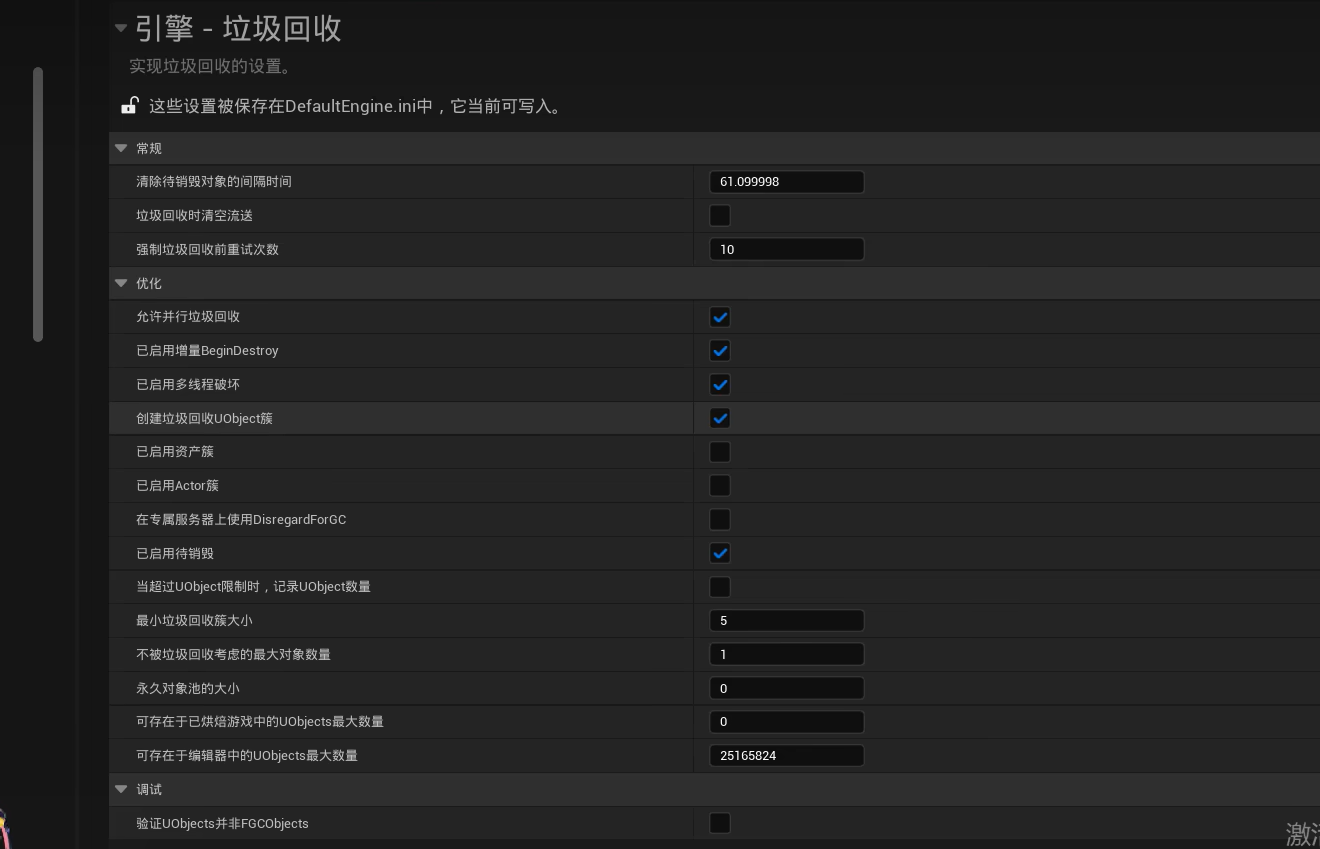 引擎 - 垃圾回收
实现垃圾回收的设置。
这些设置被保存在DefaultEngine.ini中，它当前可写入。
常规
清除待销毁对象的间隔时间 61.099998
垃圾回收时清空流送
强制垃圾回收前重试次数 10
优化
允许并行垃圾回收
已启用增量BeginDestroy
已启用多线程破坏
创建垃圾回收UObject簇
已启用资产簇
已启用Actor簇
在专属服务器上使用DisregardForGC
已启用待销毁
当超过UObject限制时，记录UObject数量
最小垃圾回收簇大小 5
不被垃圾回收考虑的最大对象数量 1
永久对象池的大小 0
可存在于已烘焙游戏中的UObjects最大数量 0
可存在于编辑器中的UObjects最大数量 25165824
调试
验证UObjects并非FGCObjects
激